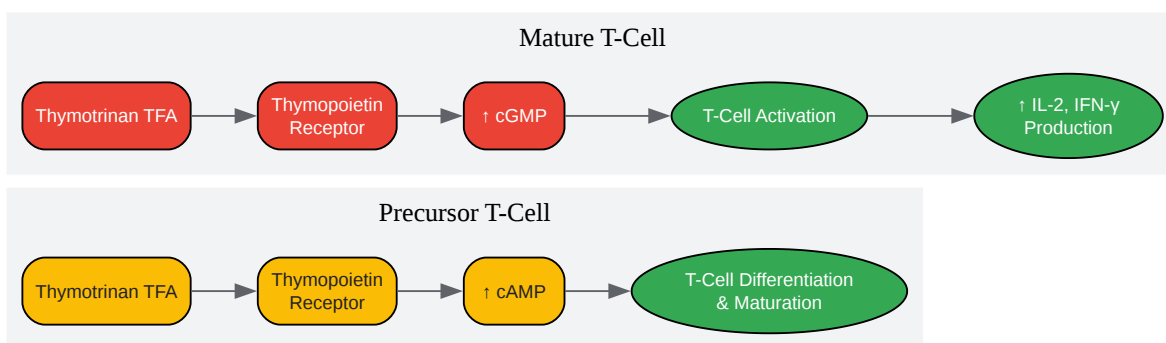 Mature T-Cell
Thymotrinan TFA
Thymopoietin
Receptor
↑ cGMP
T-Cell Activation
↑ IL-2, IFN-γ
Production
Precursor T-Cell
Thymotrinan TFA
Thymopoietin
Receptor
↑ cAMP
T-Cell Differentiation
& Maturation